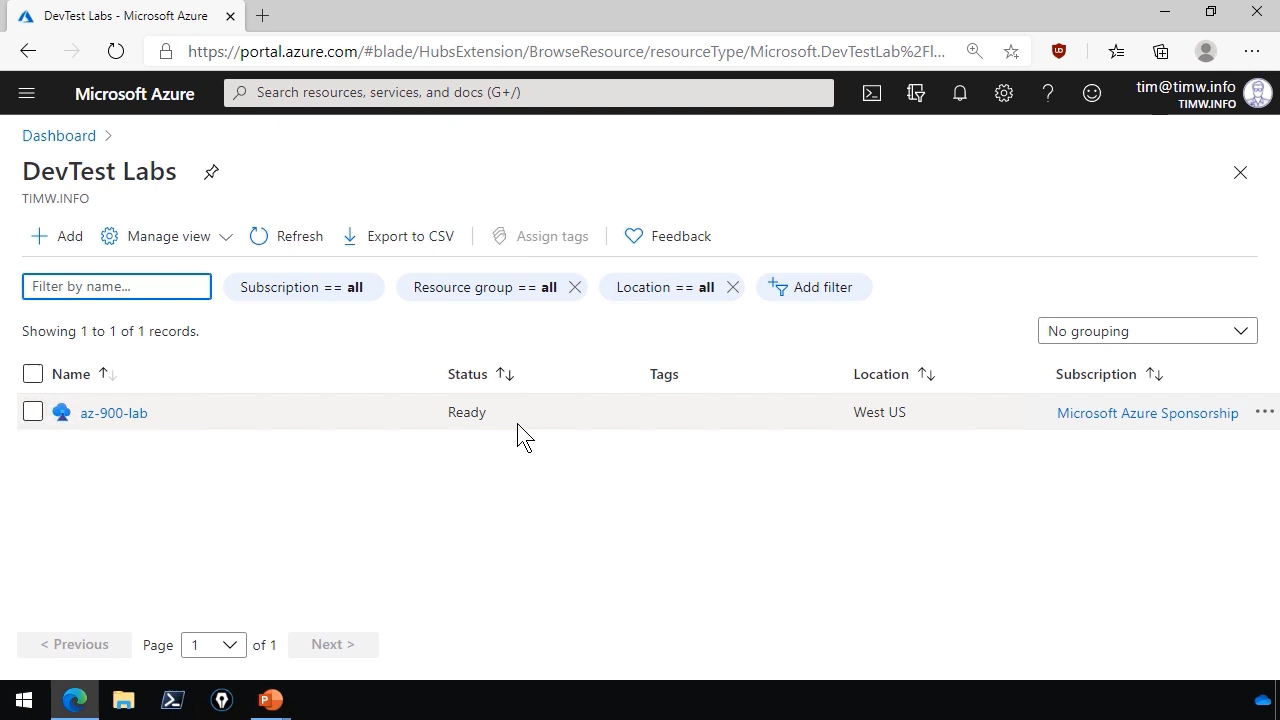 DevTest Labs - Microsoft Azure
https://portal.azure.com/#blade/HubsExtension/BrowseResource/resourceType/Microsoft.DevTestLab%2Fl...
Microsoft Azure
Search resources, services, and docs (G+/)
tim@timw.info
TIMW.INFO
Dashboard
DevTest Labs
TIMW.INFO
Add
Manage view
Refresh
Export to CSV
Assign tags
Feedback
Filter by name...
Subscription == all
Resource group == all
Location == all
Add filter
Showing 1 to 1 of 1 records.
No grouping
Name
Status
Tags
Location
Subscription
az-900-lab
Ready
West US
Microsoft Azure Sponsorship
< Previous
Page
1
of 1
Next >